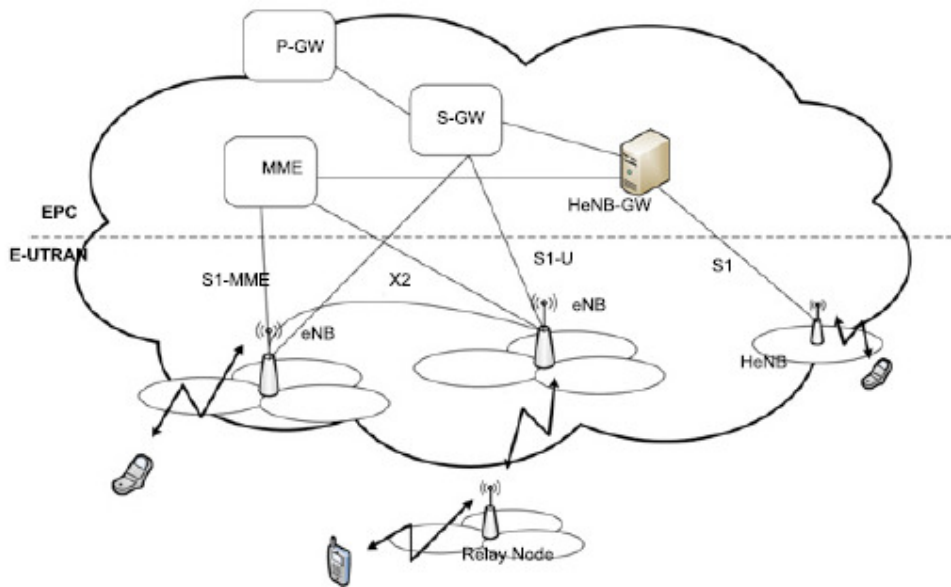 P-GW
S-GW
MME
HeNB-GW
EPC
E-UTRAN
S1-MME
X2
S1-U
S1
eNB
eNB
HeNB
Relay Node